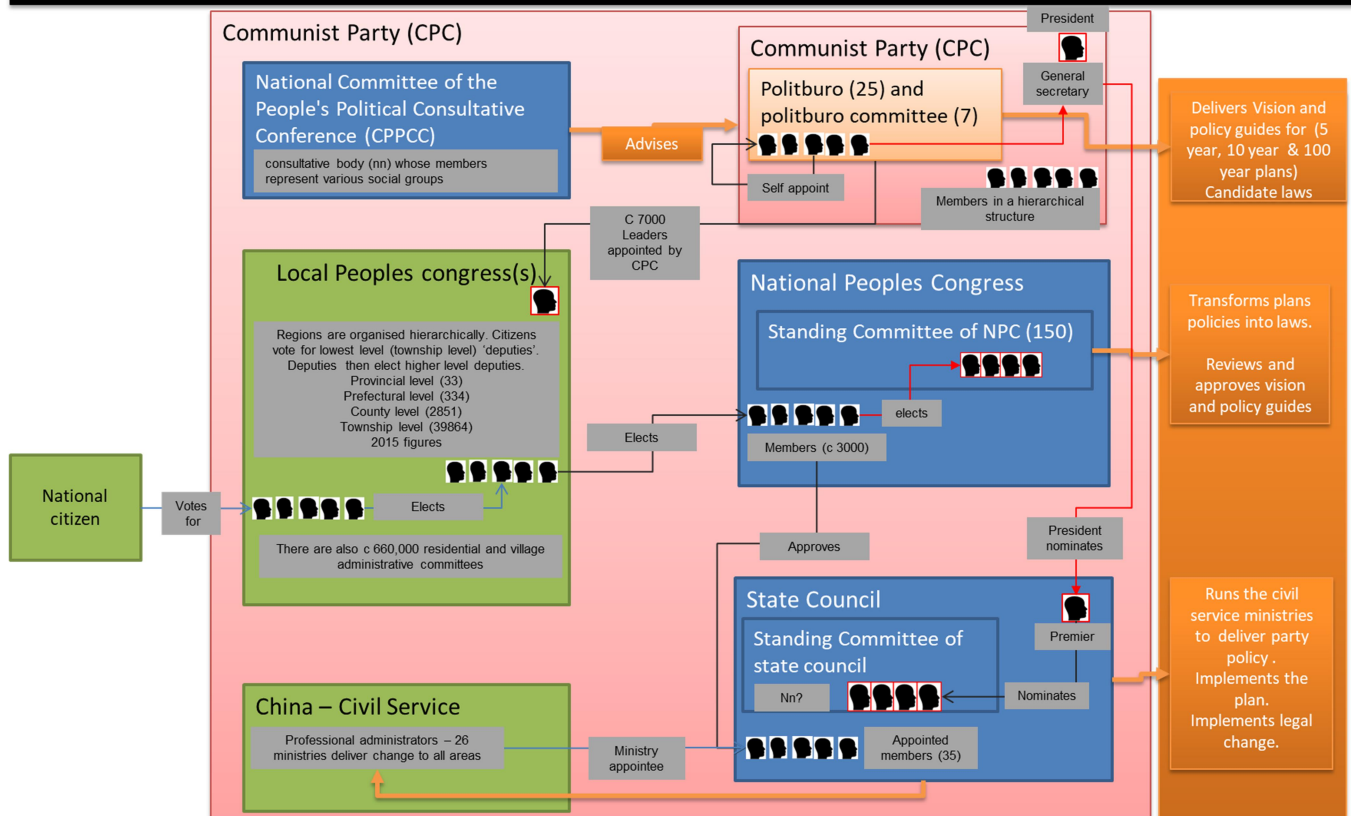 Communist Party (CPC)
National Committee of the
People's Political Consultative
Conference (CPPCC)
consultative body (nn) whose members
represent various social groups
Advises
Communist Party (CPC)
President
General
secretary
Politburo (25) and
politburo committee (7)
Self appoint
Members in a hierarchical
structure
Delivers Vision and
policy guides for (5
year, 10 year & 100
year plans)
Candidate laws
C 7000
Leaders
appointed by
CPC
Local Peoples congress(s)
Regions are organised hierarchically. Citizens
vote for lowest level (township level) ‘deputies’.
Deputies then elect higher level deputies.
Provincial level (33)
Prefectural level (334)
County level (2851)
Township level (39864)
2015 figures
Elects
There are also c 660,000 residential and village
administrative committees
National
citizen
Votes
for
Elects
National Peoples Congress
Standing Committee of NPC (150)
elects
Members (c 3000)
Transforms plans
policies into laws.
Reviews and
approves vision
and policy guides
Approves
President
nominates
State Council
Premier
Standing Committee of
state council
Nn?
Nominates
Appointed
members (35)
Runs the civil
service ministries
to deliver party
policy .
Implements the
plan.
Implements legal
change.
China – Civil Service
Professional administrators – 26
ministries deliver change to all areas
Ministry
appointee